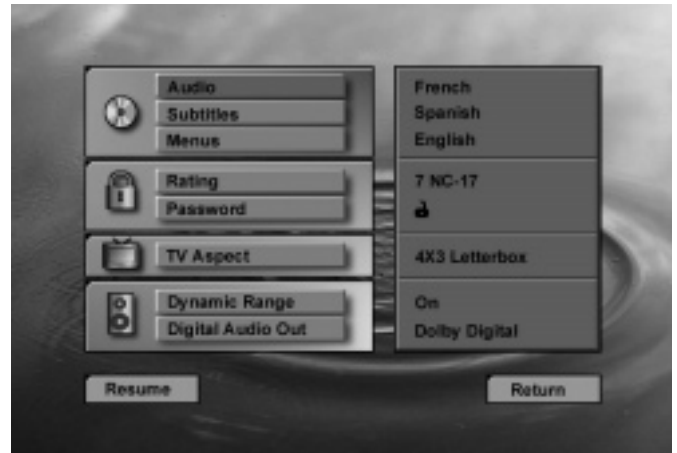 Audio French
Subtitles Spanish
Menus English
Rating 7 NC-17
Password
TV Aspect 4X3 Letterbox
Dynamic Range On
Digital Audio Out Dolby Digital
Resume Return